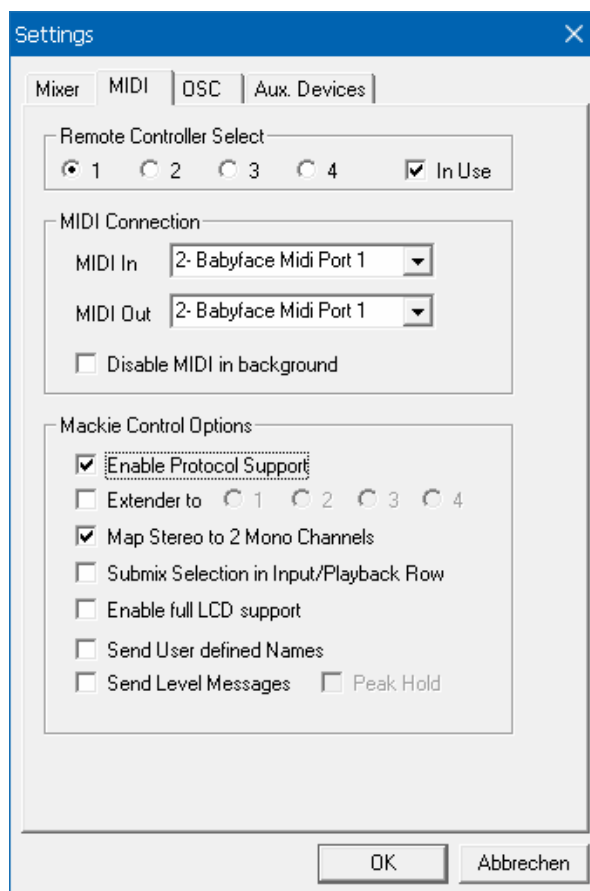 Settings
Mixer MIDI OSC Aux. Devices
Remote Controller Select
1 2 3 4 In Use
MIDI Connection
MIDI In 2- Babyface Midi Port 1
MIDI Out 2- Babyface Midi Port 1
Disable MIDI in background
Mackie Control Options
Enable Protocol Support
Extender to 1 2 3 4
Map Stereo to 2 Mono Channels
Submix Selection in Input/Playback Row
Enable full LCD support
Send User defined Names
Send Level Messages Peak Hold
OK Abbrechen